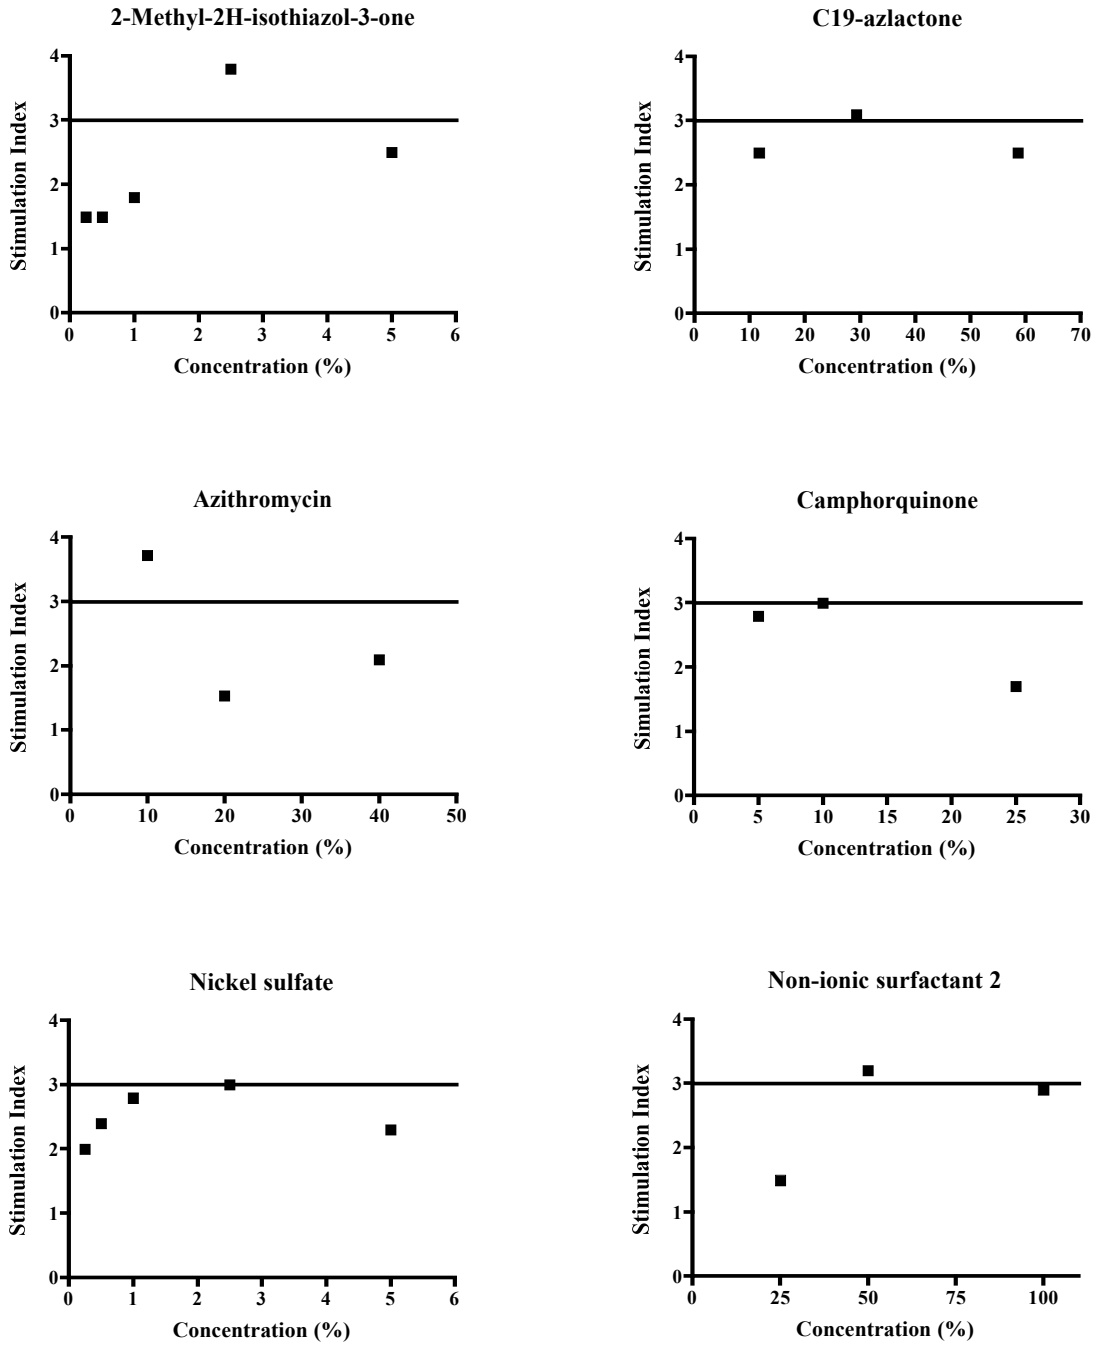 2-Methyl-2H-isothiazol-3-one
4
3
2
1
0
Stimulation Index
0 1 2 3 4 5 6
Concentration (%)
C19-azlactone
4
3
2
1
0
Stimulation Index
0 10 20 30 40 50 60 70
Concentration (%)
Azithromycin
4
3
2
1
0
Stimulation Index
0 10 20 30 40 50
Concentration (%)
Camphorquinone
4
3
2
1
0
Simulation Index
0 5 10 15 20 25 30
Concentration (%)
Nickel sulfate
4
3
2
1
0
Stimulation Index
0 1 2 3 4 5 6
Concentration (%)
Non-ionic surfactant 2
4
3
2
1
0
Stimulation Index
0 25 50 75 100
Concentration (%)